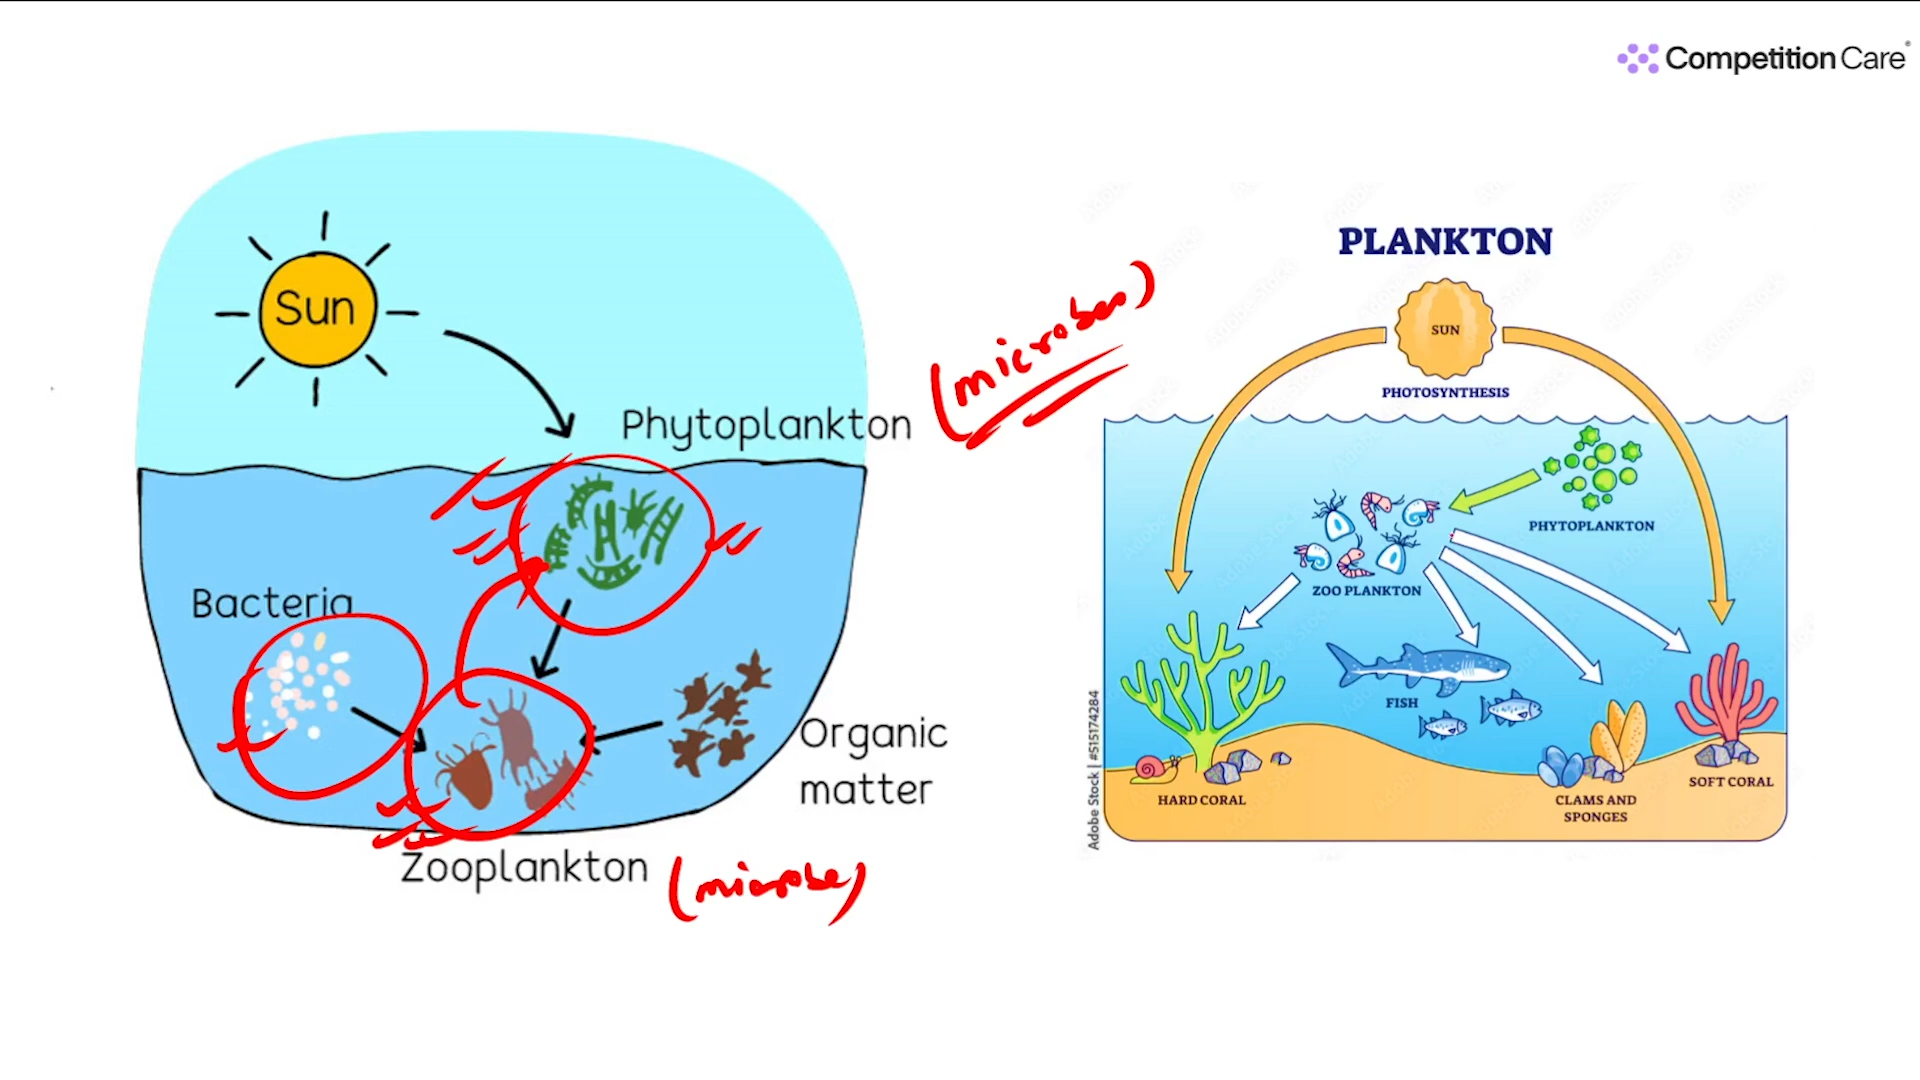 Competition Care
Sun
Phytoplankton
(microbes)
Bacteria
Organic
matter
Zooplankton
(microbe)
PLANKTON
SUN
PHOTOSYNTHESIS
PHYTOPLANKTON
ZOO PLANKTON
FISH
HARD CORAL
CLAMS AND
SPONGES
SOFT CORAL
Adobe Stock | #515174284